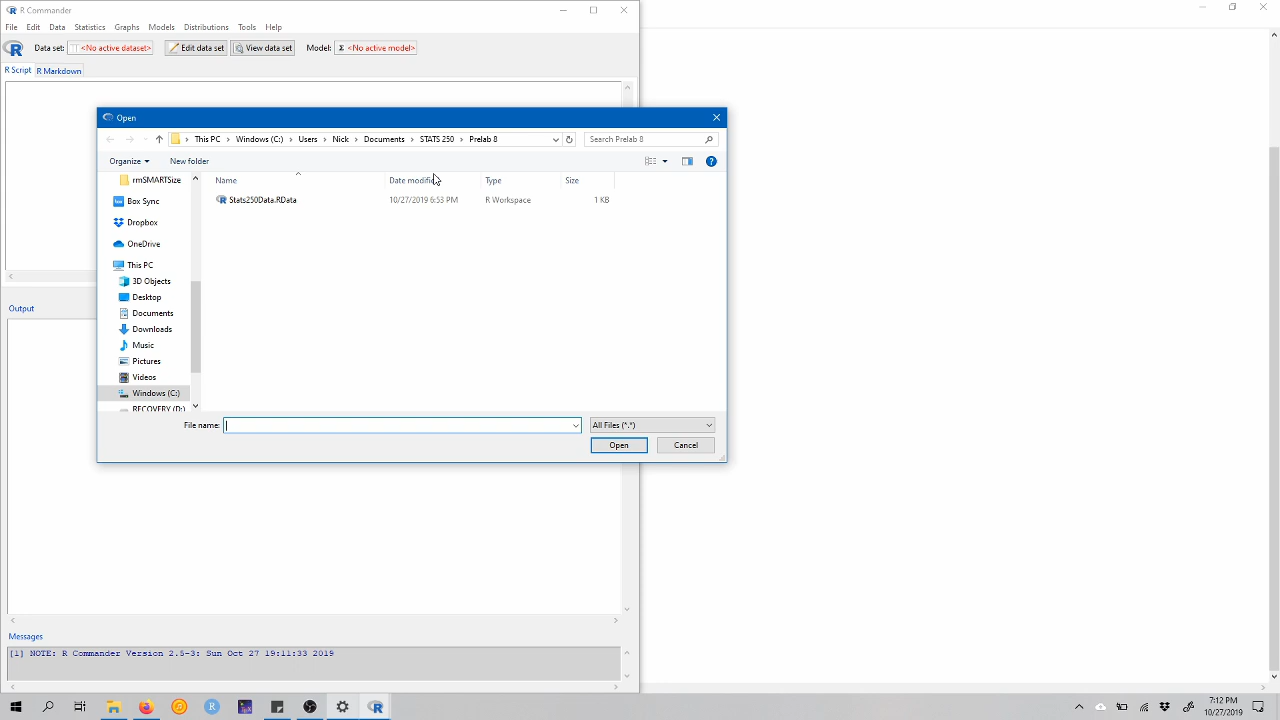 R Commander
File Edit Data Statistics Graphs Models Distributions Tools Help
Data set: <No active dataset> Edit data set View data set Model: Σ <No active model>
R Script R Markdown
Open
This PC > Windows (C:) > Users > Nick > Documents > STATS 250 > Prelab 8
Search Prelab 8
Organize New folder
Name Date modified Type Size
Stats250Data.RData 10/27/2019 6:53 PM R Workspace 1 KB
rmSMARTSize
Box Sync
Dropbox
OneDrive
This PC
3D Objects
Desktop
Documents
Downloads
Music
Pictures
Videos
Windows (C:)
RECOVERY (D:)
File name: All Files (*.*)
Open Cancel
Output
Messages
[1] NOTE: R Commander Version 2.5-3: Sun Oct 27 19:11:33 2019
7:12 PM
10/27/2019